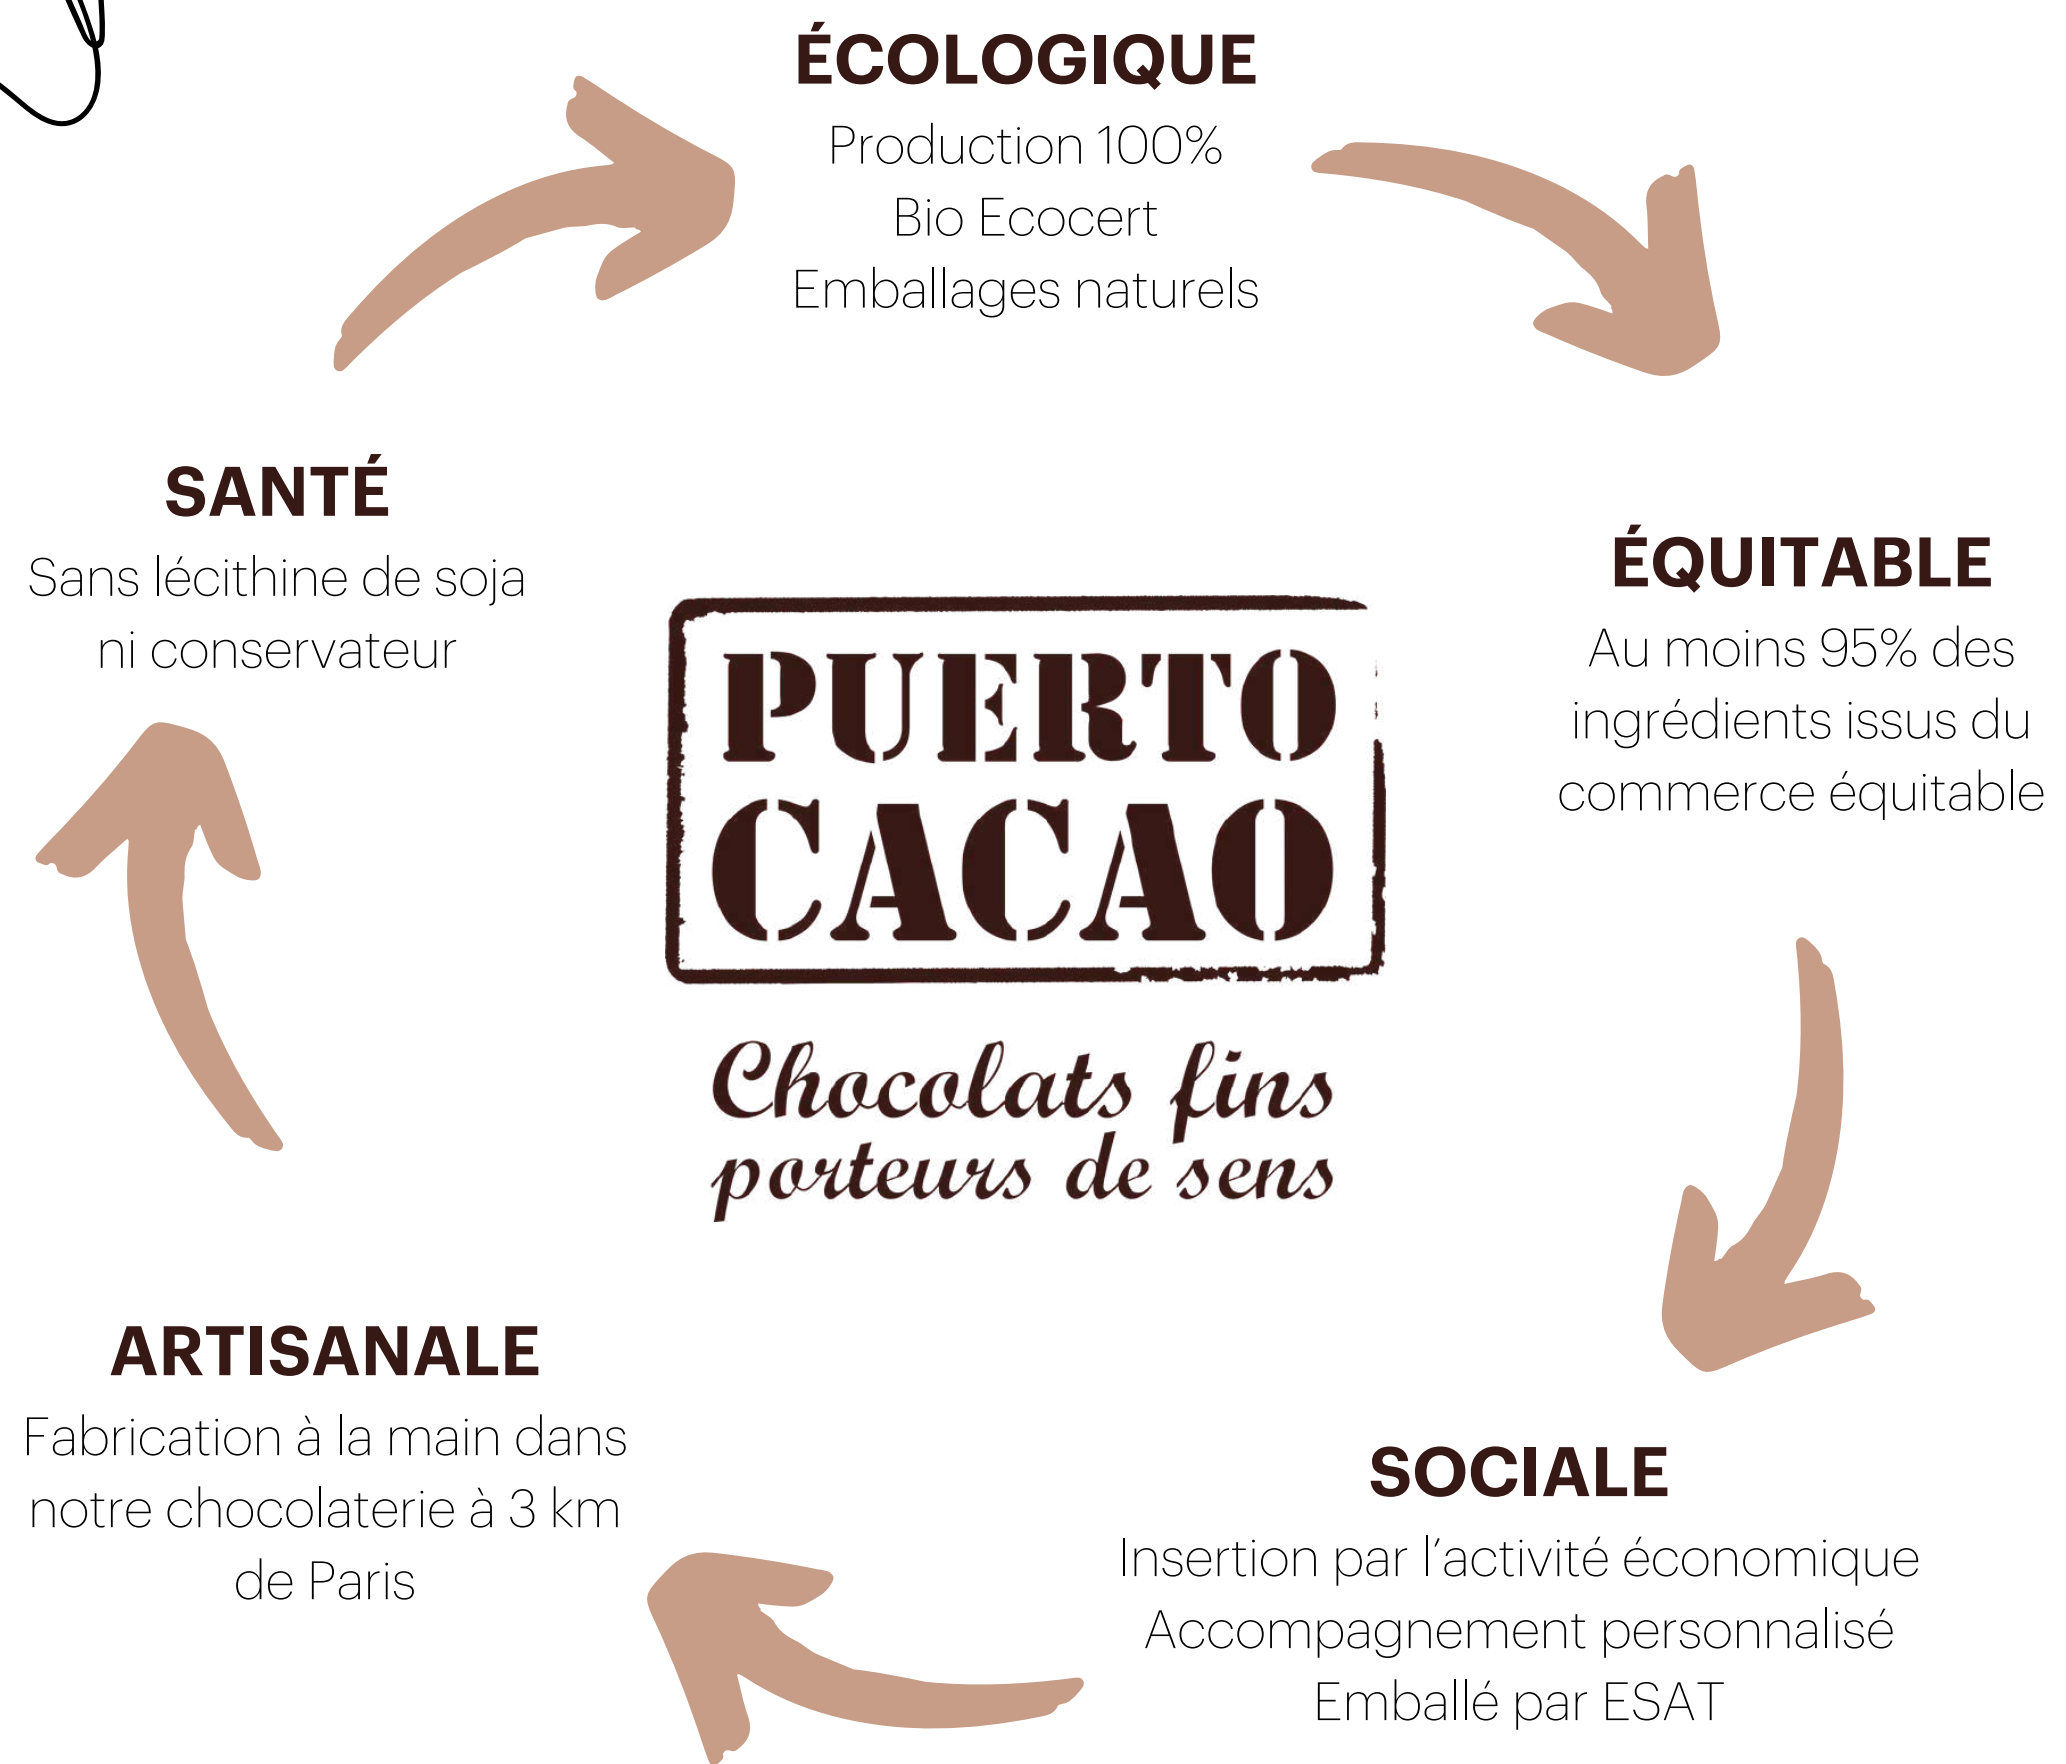 ÉCOLOGIQUE
Production 100%
Bio Ecocert
Emballages naturels
ÉQUITABLE
Au moins 95% des
ingrédients issus du
commerce équitable
SOCIALE
Insertion par l’activité économique
Accompagnement personnalisé
Emballé par ESAT
ARTISANALE
Fabrication à la main dans
notre chocolaterie à 3 km
de Paris
SANTÉ
Sans lécithine de soja
ni conservateur
PUERTO
CACAO
Chocolats fins
porteurs de sens